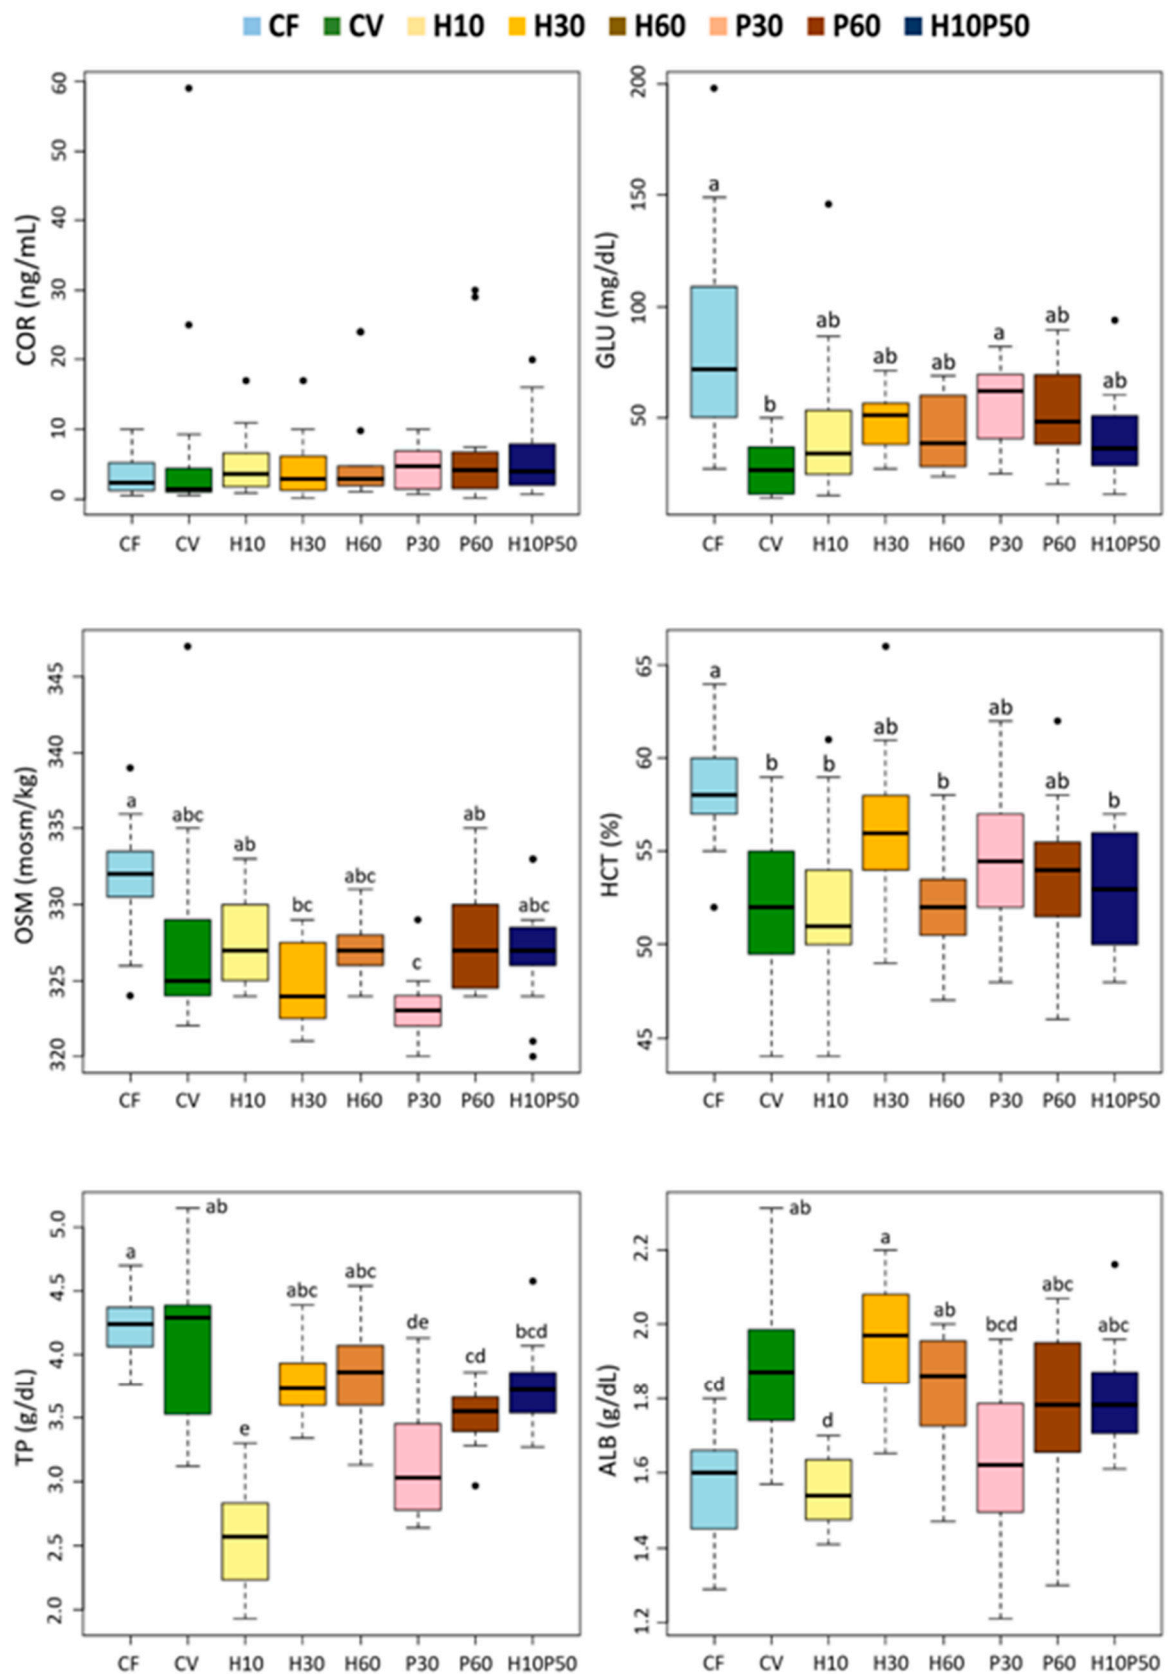 CF CV H10 H30 H60 P30 P60 H10P50
COR (ng/mL)
60
50
40
30
20
10
0
CF CV H10 H30 H60 P30 P60 H10P50
GLU (mg/dL)
200
150
100
50
a b ab ab ab a ab ab
CF CV H10 H30 H60 P30 P60 H10P50
OSM (mosm/kg)
345
340
335
330
325
320
a abc ab bc abc c ab abc
CF CV H10 H30 H60 P30 P60 H10P50
HCT (%)
65
60
55
50
45
a b b ab b ab ab b
CF CV H10 H30 H60 P30 P60 H10P50
TP (g/dL)
5.0
4.5
4.0
3.5
3.0
2.5
2.0
a ab e abc abc de cd bcd
CF CV H10 H30 H60 P30 P60 H10P50
ALB (g/dL)
2.2
2.0
1.8
1.6
1.4
1.2
cd ab d a ab bcd abc abc
CF CV H10 H30 H60 P30 P60 H10P50